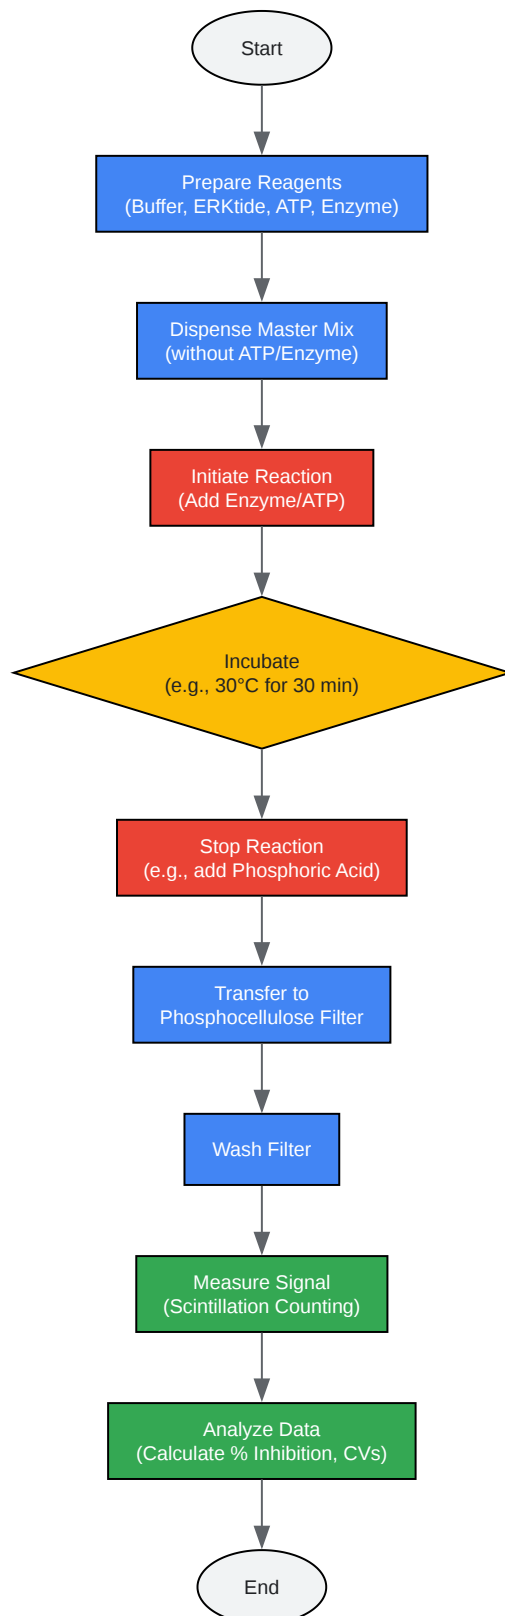 Start
Prepare Reagents
(Buffer, ERKtide, ATP, Enzyme)
Dispense Master Mix
(without ATP/Enzyme)
Initiate Reaction
(Add Enzyme/ATP)
Incubate
(e.g., 30°C for 30 min)
Stop Reaction
(e.g., add Phosphoric Acid)
Transfer to
Phosphocellulose Filter
Wash Filter
Measure Signal
(Scintillation Counting)
Analyze Data
(Calculate % Inhibition, CVs)
End